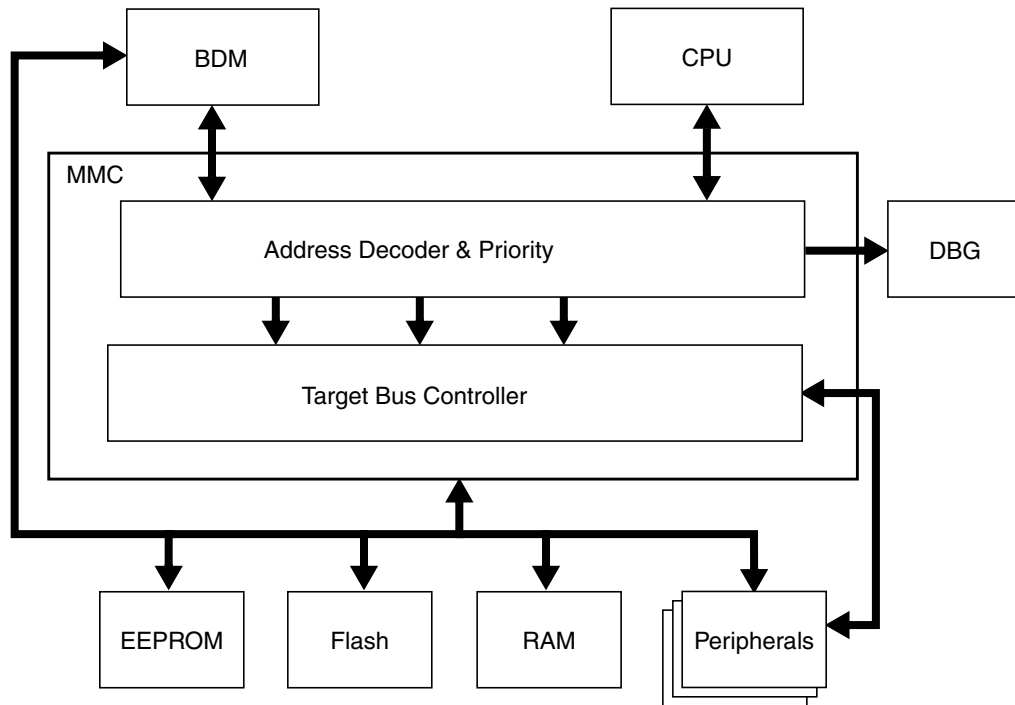 BDM
CPU
MMC
Address Decoder & Priority
DBG
Target Bus Controller
EEPROM
Flash
RAM
Peripherals